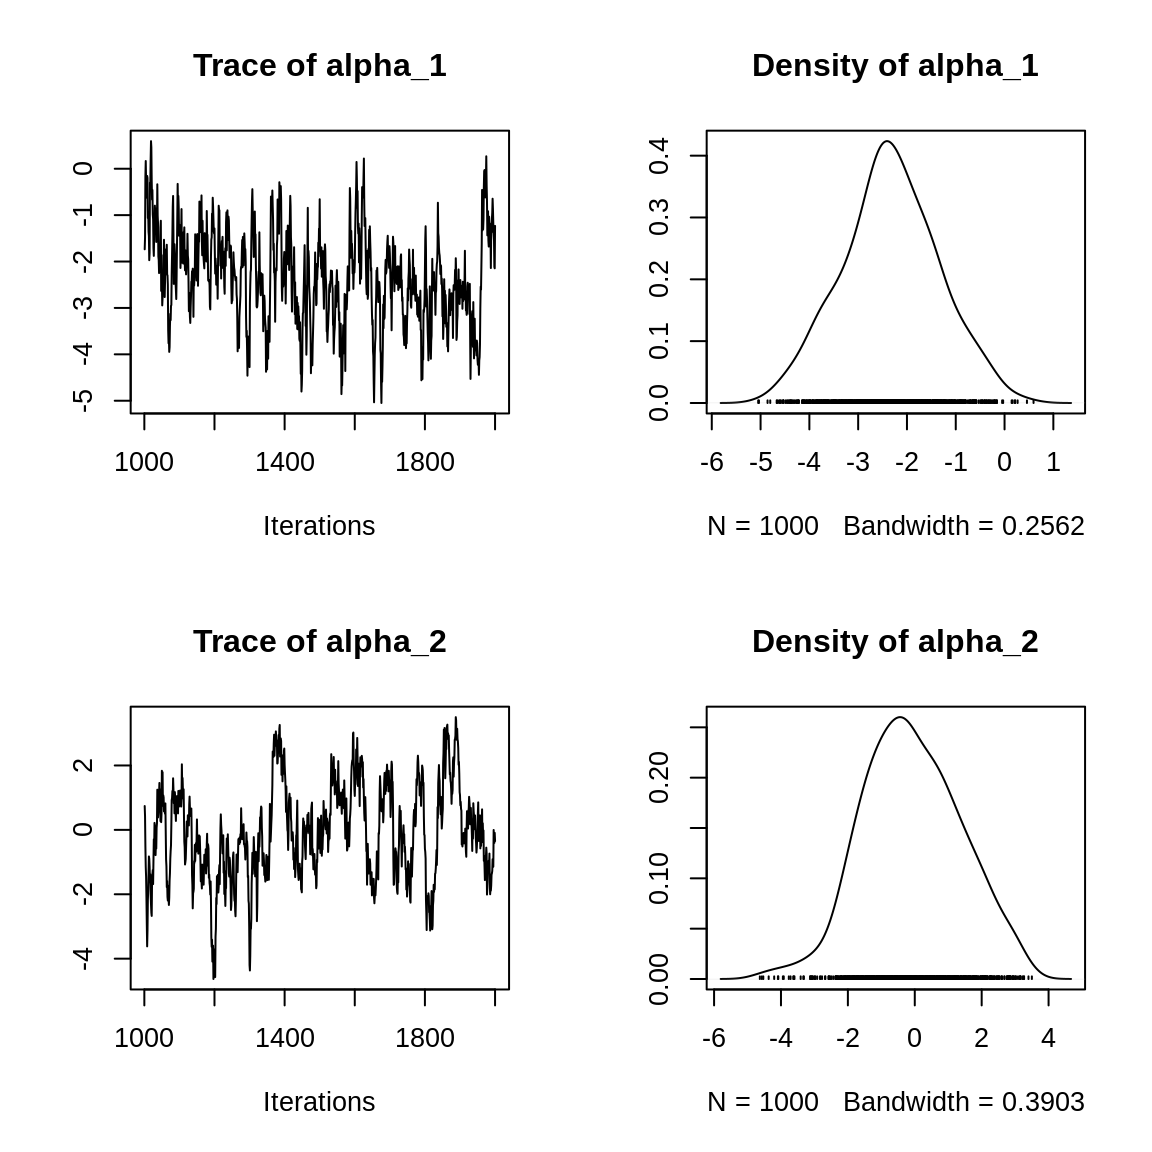 Trace of alpha_1
0
-1
-2
-3
-4
-5
1000 1400 1800
Iterations
Density of alpha_1
0.4
0.3
0.2
0.1
0.0
-6 -5 -4 -3 -2 -1 0 1
N = 1000 Bandwidth = 0.2562
Trace of alpha_2
2
0
-2
-4
1000 1400 1800
Iterations
Density of alpha_2
0.20
0.10
0.00
-6 -4 -2 0 2 4
N = 1000 Bandwidth = 0.3903